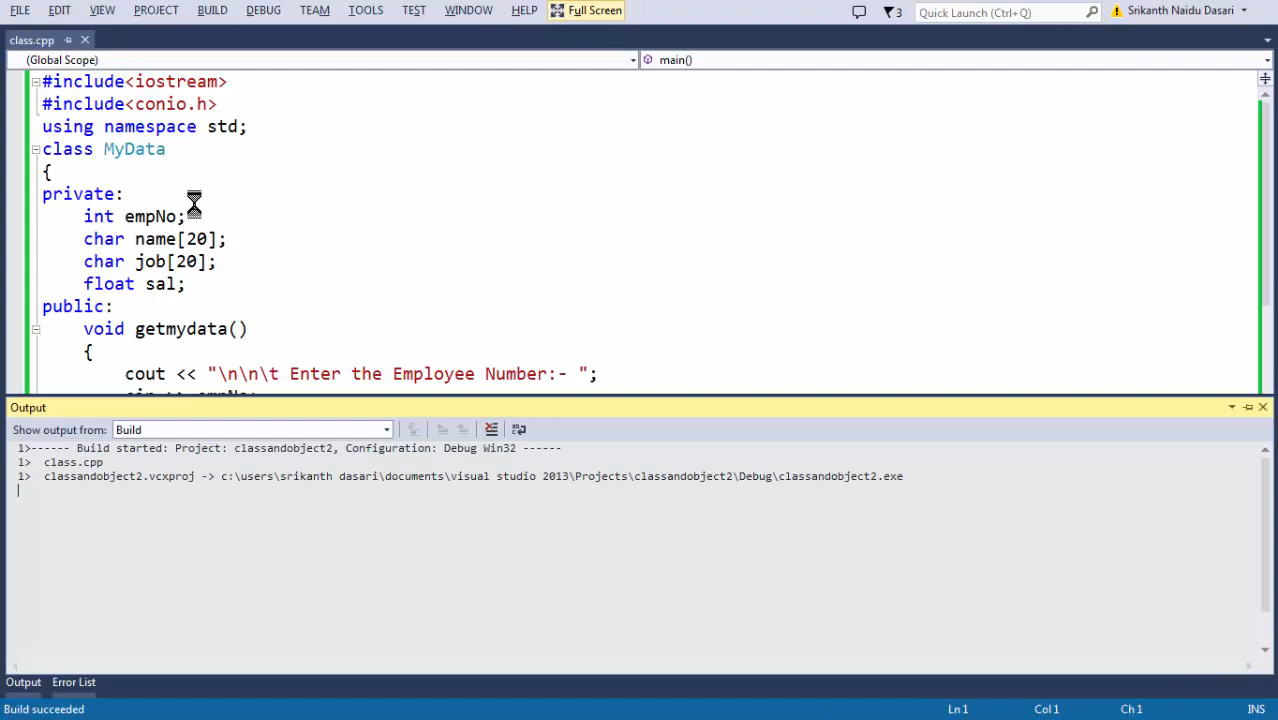 FILE EDIT VIEW PROJECT BUILD DEBUG TEAM TOOLS TEST WINDOW HELP Full Screen 3 Quick Launch (Ctrl+Q) Srikanth Naidu Dasari
class.cpp
(Global Scope) main()
#include<iostream>
#include<conio.h>
using namespace std;
class MyData
{
private:
int empNo;
char name[20];
char job[20];
float sal;
public:
void getmydata()
{
cout << "\n\n\t Enter the Employee Number:- ";
Output
Show output from: Build
1>------ Build started: Project: classandobject2, Configuration: Debug Win32 ------
1> class.cpp
1> classandobject2.vcxproj -> c:\users\srikanth dasari\documents\visual studio 2013\Projects\classandobject2\Debug\classandobject2.exe
Output Error List
Build succeeded Ln 1 Col 1 Ch 1 INS